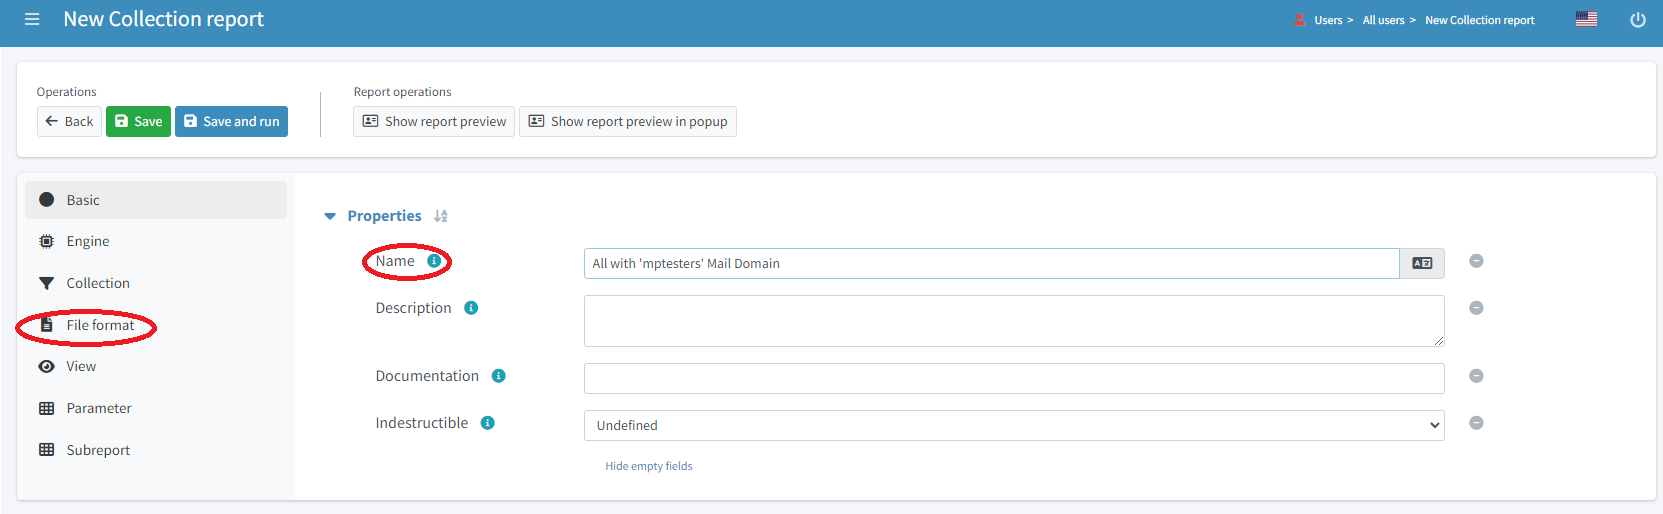 New Collection report
Users > All users > New Collection report
Operations
Back Save Save and run
Report operations
Show report preview Show report preview in popup
Basic
Engine
Collection
File format
View
Parameter
Subreport
Properties
Name All with 'mptesters' Mail Domain
Description
Documentation
Indestructible Undefined
Hide empty fields